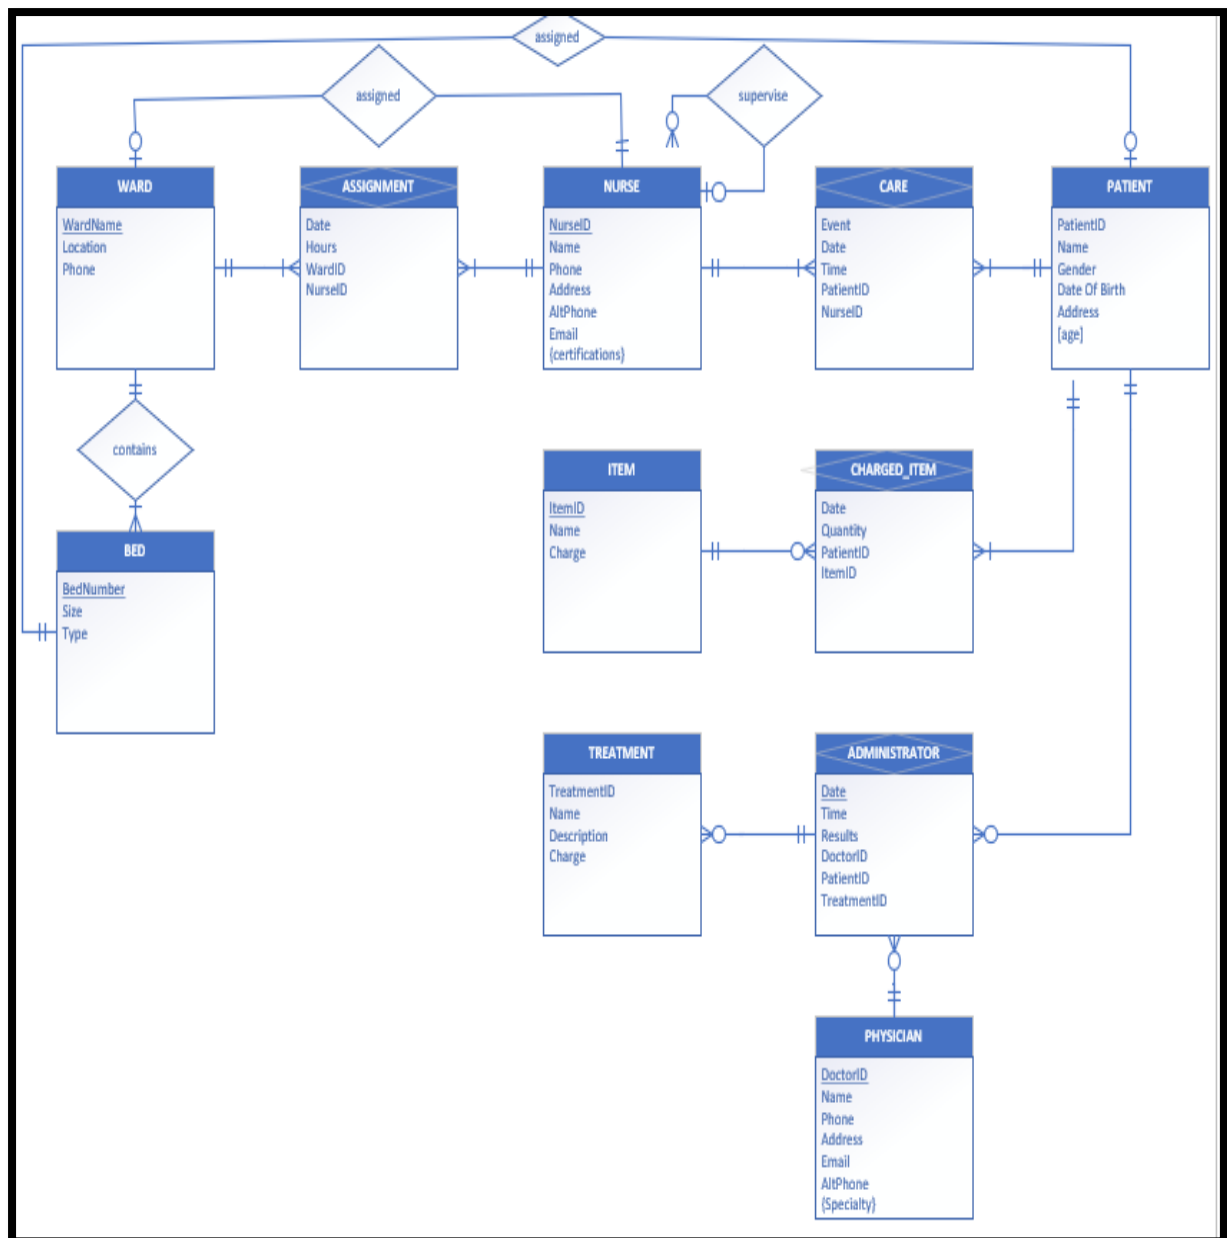 assigned
assigned
supervise
WARD
WardName
Location
Phone
ASSIGNMENT
Date
Hours
WardID
NurseID
NURSE
NurseID
Name
Phone
Address
AltPhone
Email
{certifications}
CARE
Event
Date
Time
PatientID
NurseID
PATIENT
PatientID
Name
Gender
Date Of Birth
Address
[age]
contains
BED
BedNumber
Size
Type
ITEM
ItemID
Name
Charge
CHARGED_ITEM
Date
Quantity
PatientID
ItemID
TREATMENT
TreatmentID
Name
Description
Charge
ADMINISTRATOR
Date
Time
Results
DoctorID
PatientID
TreatmentID
PHYSICIAN
DoctorID
Name
Phone
Address
Email
AltPhone
{Specialty}